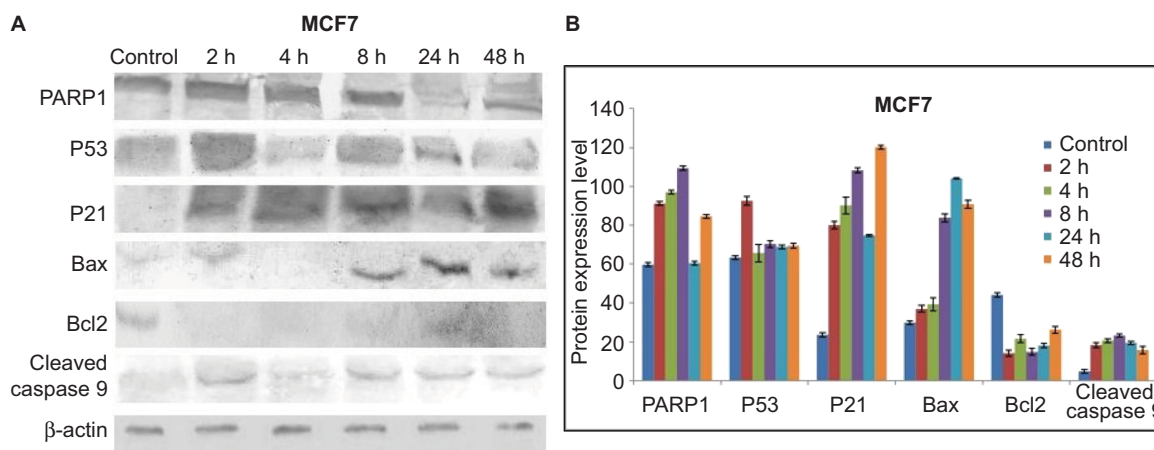 A
MCF7
Control 2 h 4 h 8 h 24 h 48 h
PARP1
P53
P21
Bax
Bcl2
Cleaved
caspase 9
β-actin
B
MCF7
Protein expression level
140
120
100
80
60
40
20
0
Control
2 h
4 h
8 h
24 h
48 h
PARP1 P53 P21 Bax Bcl2 Cleaved
caspase 9